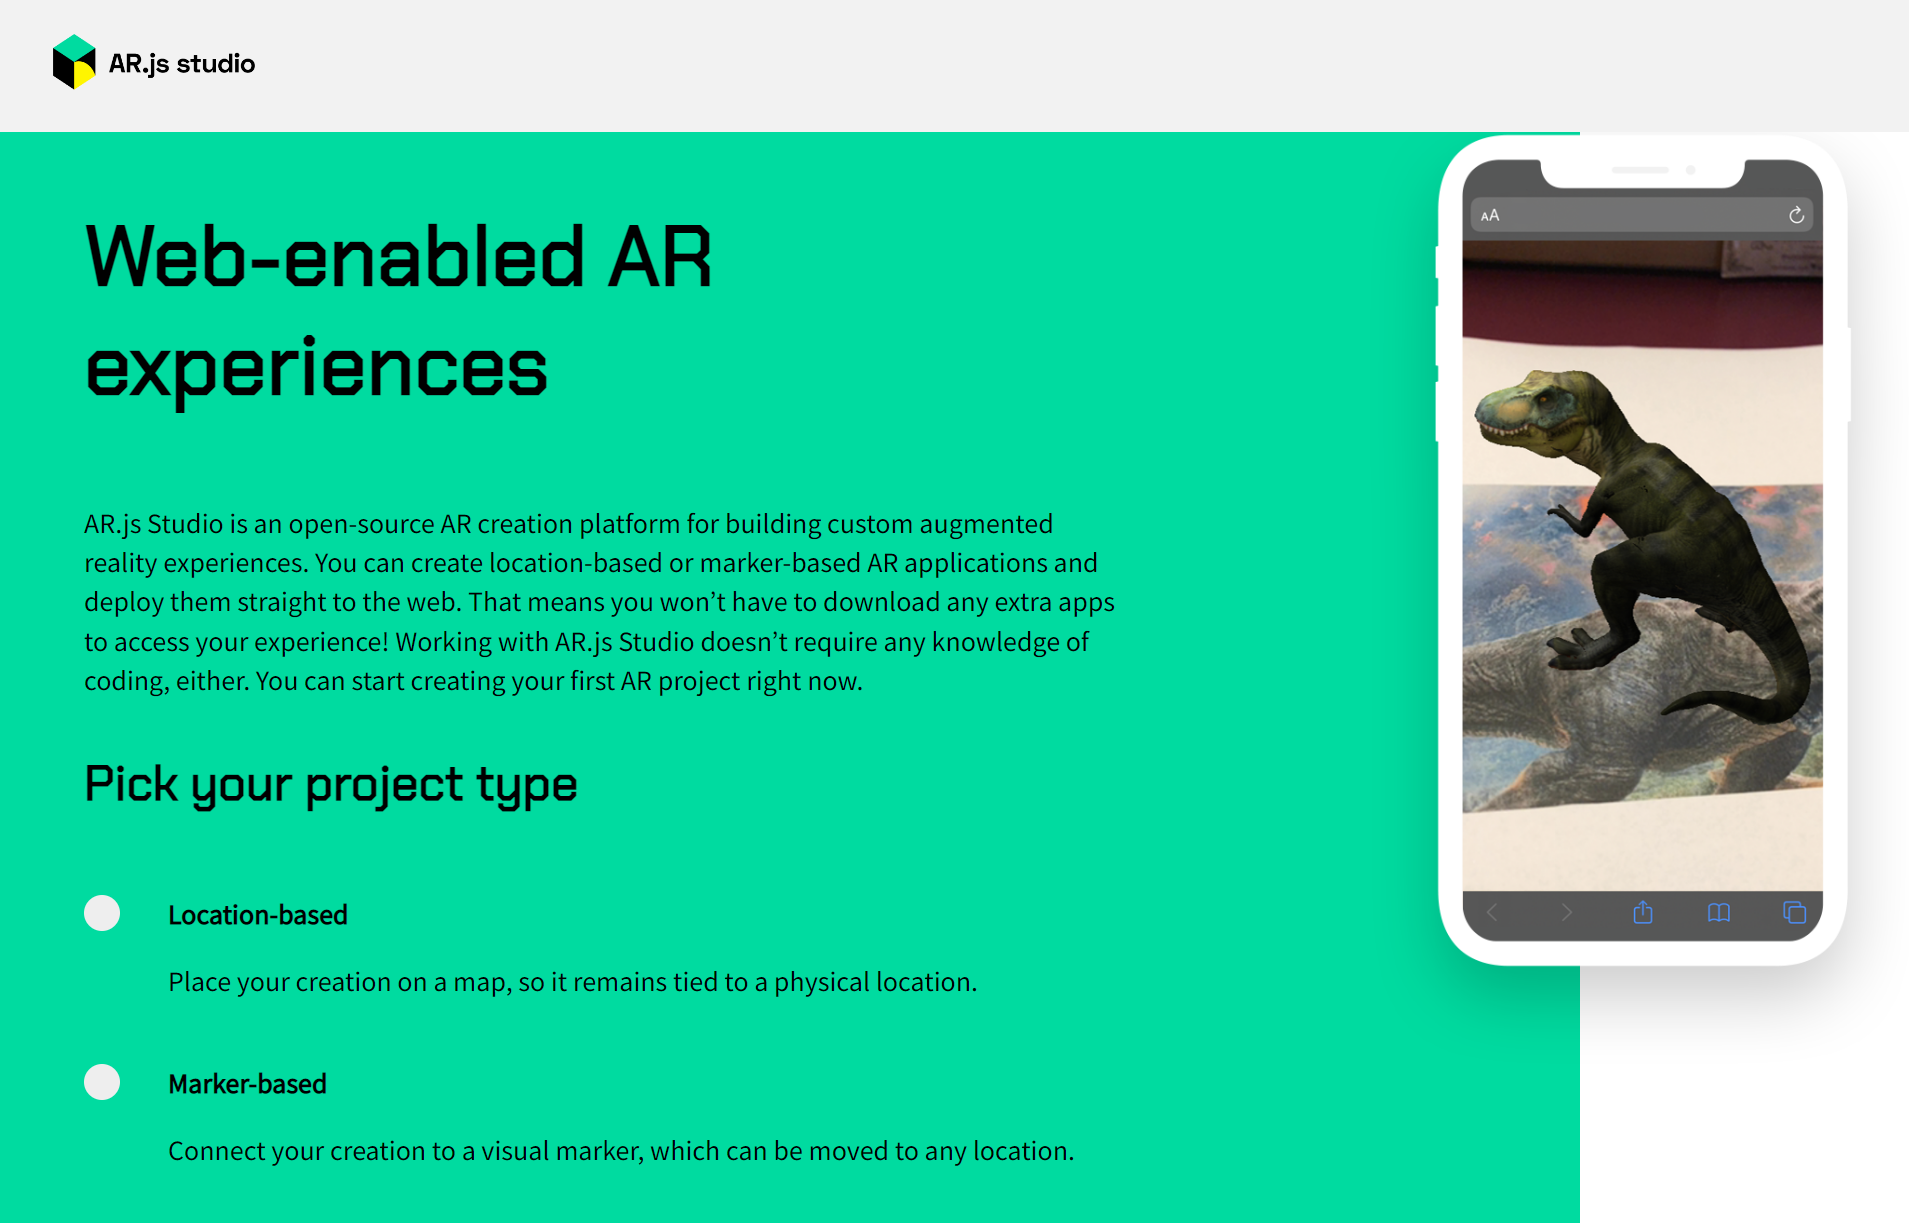 AR.js studio
Web-enabled AR
experiences
AR.js Studio is an open-source AR creation platform for building custom augmented
reality experiences. You can create location-based or marker-based AR applications and
deploy them straight to the web. That means you won’t have to download any extra apps
to access your experience! Working with AR.js Studio doesn’t require any knowledge of
coding, either. You can start creating your first AR project right now.
Pick your project type
Location-based
Place your creation on a map, so it remains tied to a physical location.
Marker-based
Connect your creation to a visual marker, which can be moved to any location.
AA